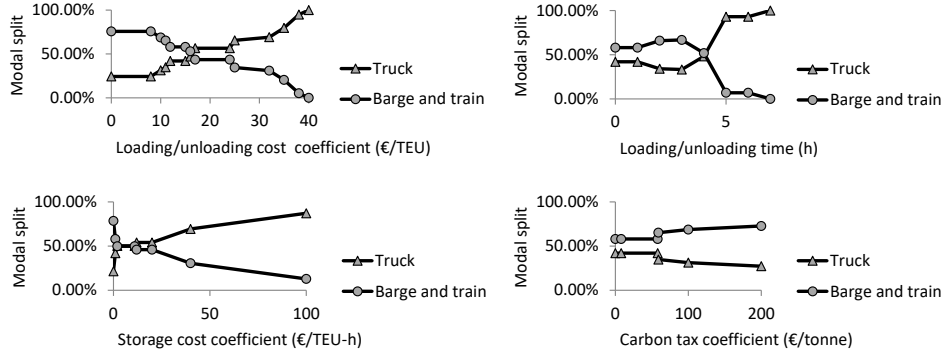 Modal split
100.00%
50.00%
0.00%
0 10 20 30 40
Loading/unloading cost coefficient (€/TEU)
Truck
Barge and train
Modal split
100.00%
50.00%
0.00%
0 5
Loading/unloading time (h)
Truck
Barge and train
Modal split
100.00%
50.00%
0.00%
0 50 100
Storage cost coefficient (€/TEU-h)
Truck
Barge and train
Modal split
100.00%
50.00%
0.00%
0 100 200
Carbon tax coefficient (€/tonne)
Truck
Barge and train